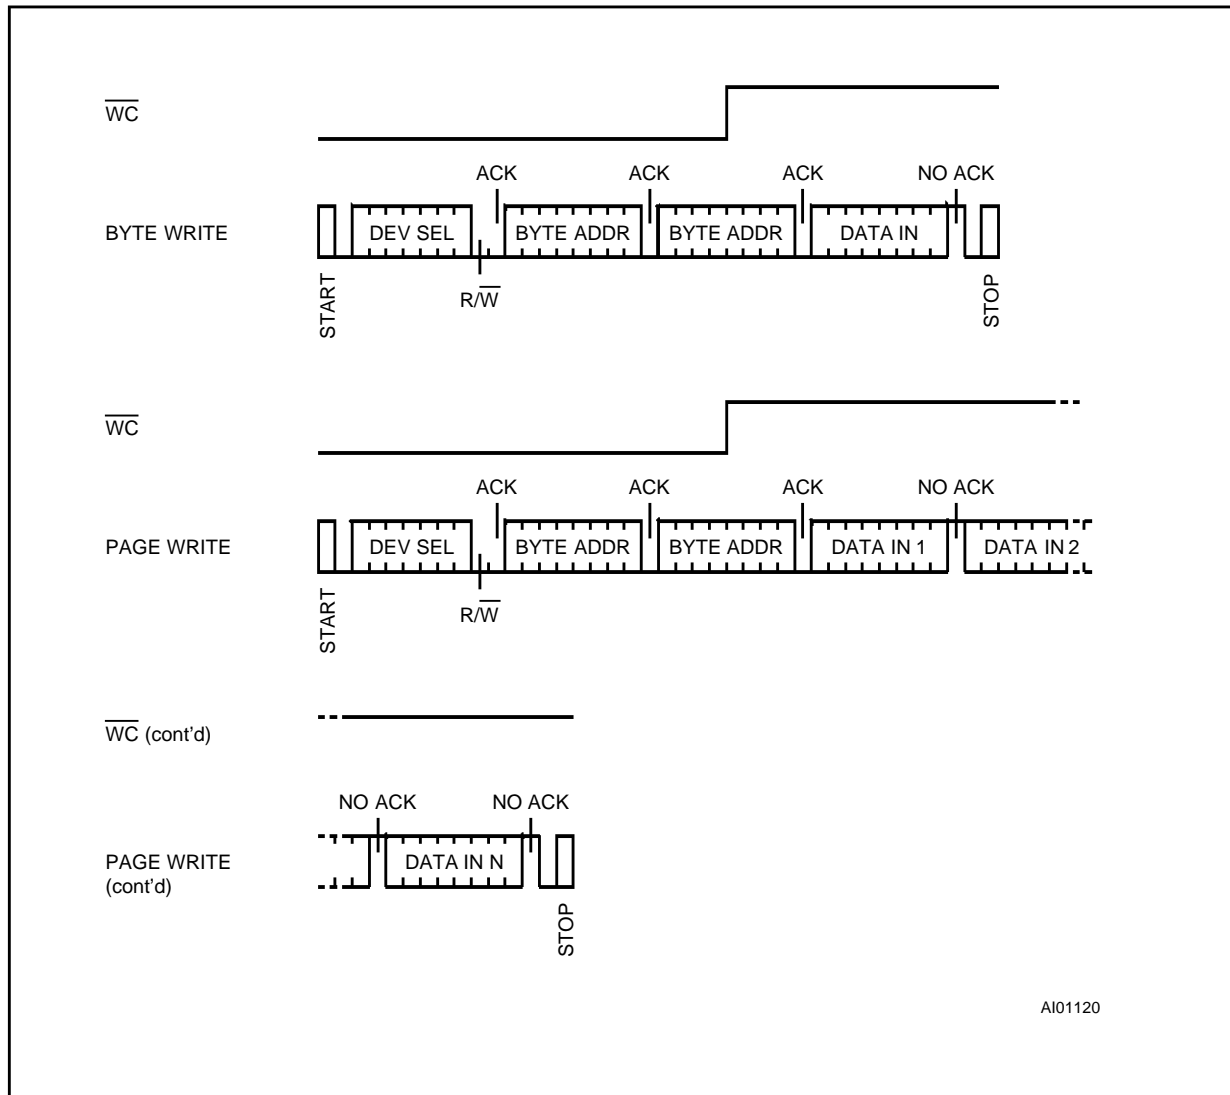 WC
ACK ACK ACK NO ACK
BYTE WRITE DEV SEL BYTE ADDR BYTE ADDR DATA IN
R/W
START STOP
WC
ACK ACK ACK NO ACK
PAGE WRITE DEV SEL BYTE ADDR BYTE ADDR DATA IN 1 DATA IN 2
R/W
START
WC (cont'd)
NO ACK NO ACK
PAGE WRITE DATA IN N
(cont'd)
STOP
AI01120